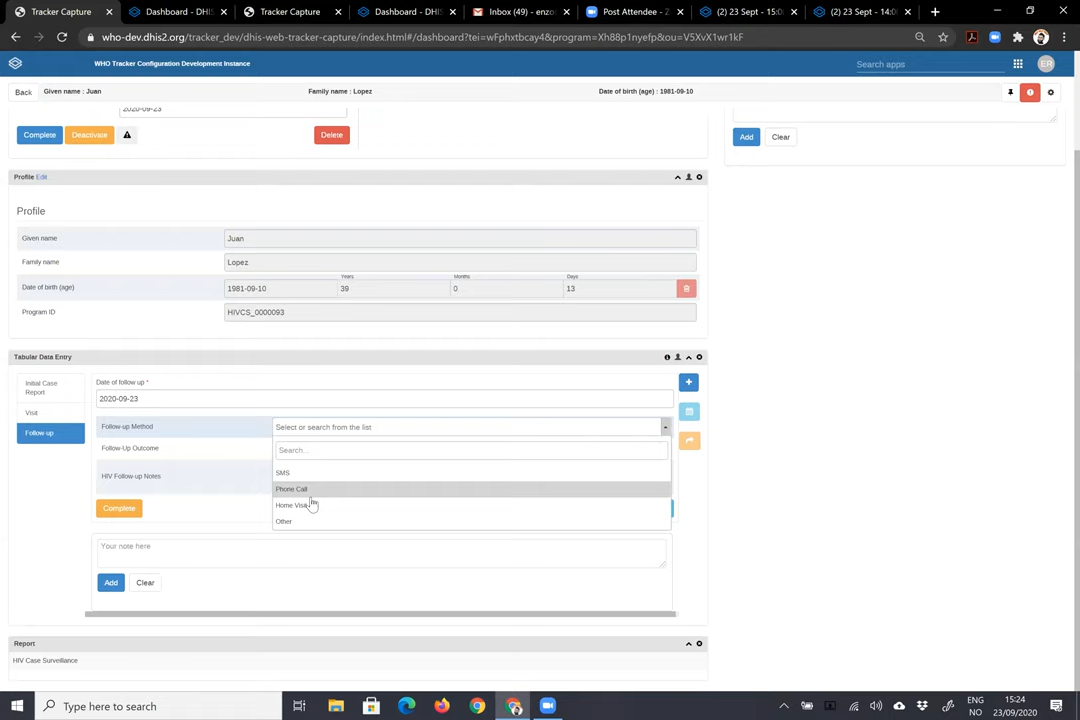 Tracker Capture
Dashboard - DHIS
Tracker Capture
Dashboard - DHIS
Inbox (49) - enzo
Post Attendee - Z
(2) 23 Sept - 15:0
(2) 23 Sept - 14:0
who-dev.dhis2.org/tracker_dev/dhis-web-tracker-capture/index.html#/dashboard?tei=wFphxtbcay4&program=Xh88p1nyefp&ou=V5XvX1wr1kF
WHO Tracker Configuration Development Instance
Search apps
ER
Back
Given name : Juan
Family name : Lopez
Date of birth (age) : 1981-09-10
2020-09-23
Complete
Deactivate
Delete
Add
Clear
Profile Edit
Profile
Given name
Juan
Family name
Lopez
Date of birth (age)
Years
Months
Days
1981-09-10
39
0
13
Program ID
HIVCS_0000093
Tabular Data Entry
Initial Case
Report
Visit
Follow-up
Date of follow up *
2020-09-23
Follow-up Method
Select or search from the list
Search...
Follow-Up Outcome
SMS
HIV Follow-up Notes
Phone Call
Home Visit
Other
Complete
Your note here
Add
Clear
Report
HIV Case Surveillance
Type here to search
ENG
NO
15:24
23/09/2020